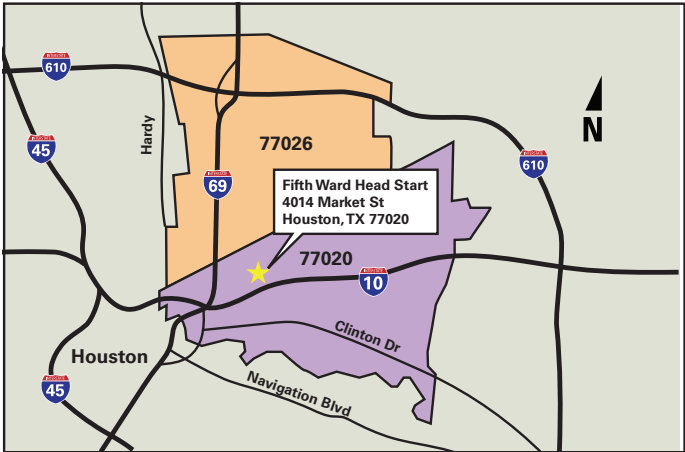 610
Hardy
N
77026
45
610
69
Fifth Ward Head Start
4014 Market St
Houston, TX 77020
77020
10
Clinton Dr
Houston
Navigation Blvd
45